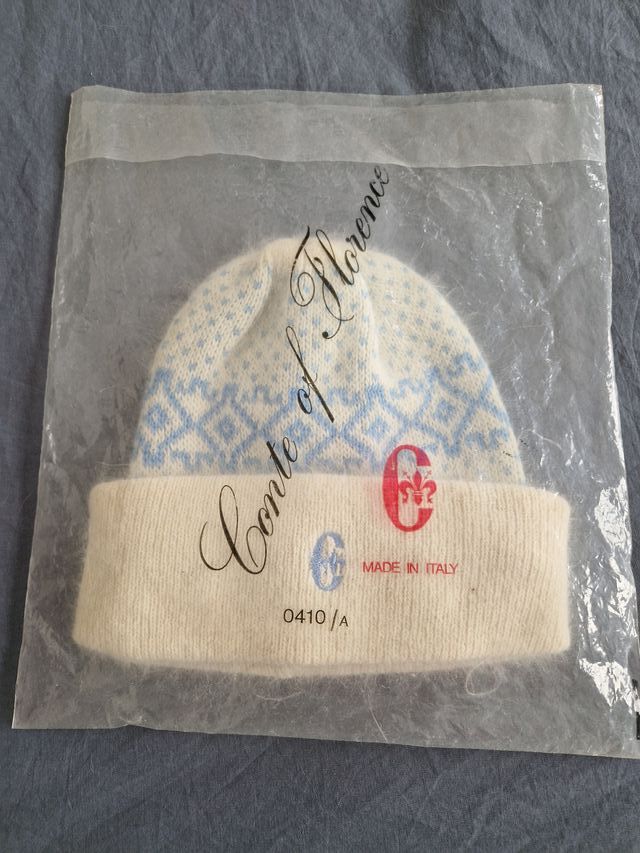 Conte of Florence
C
C
MADE IN ITALY
0410/A